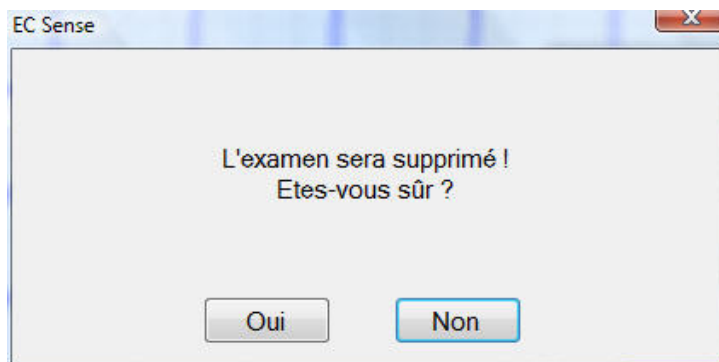 EC Sense
L'examen sera supprimé !
Etes-vous sûr ?
Oui
Non